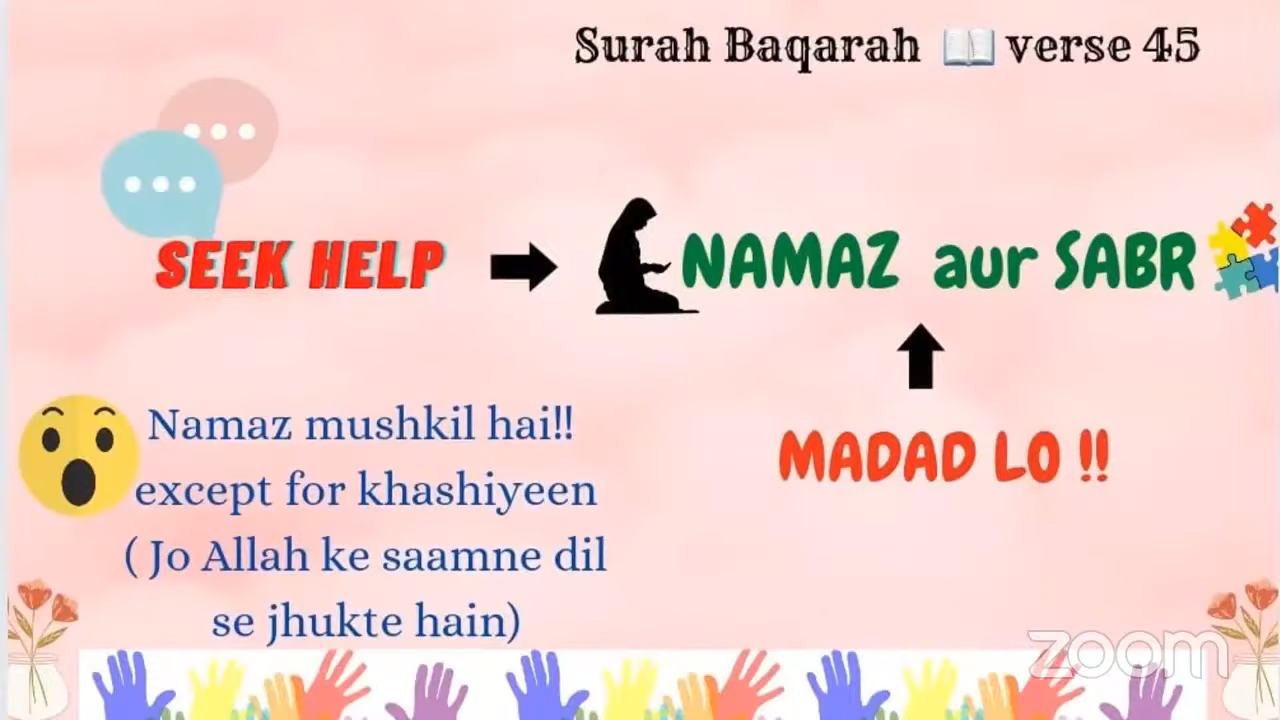 Surah Baqarah 📖 verse 45
SEEK HELP
NAMAZ aur SABR
MADAD LO !!
Namaz mushkil hai!!
except for khashiyeen
( Jo Allah ke saamne dil
se jhukte hain)
zoom